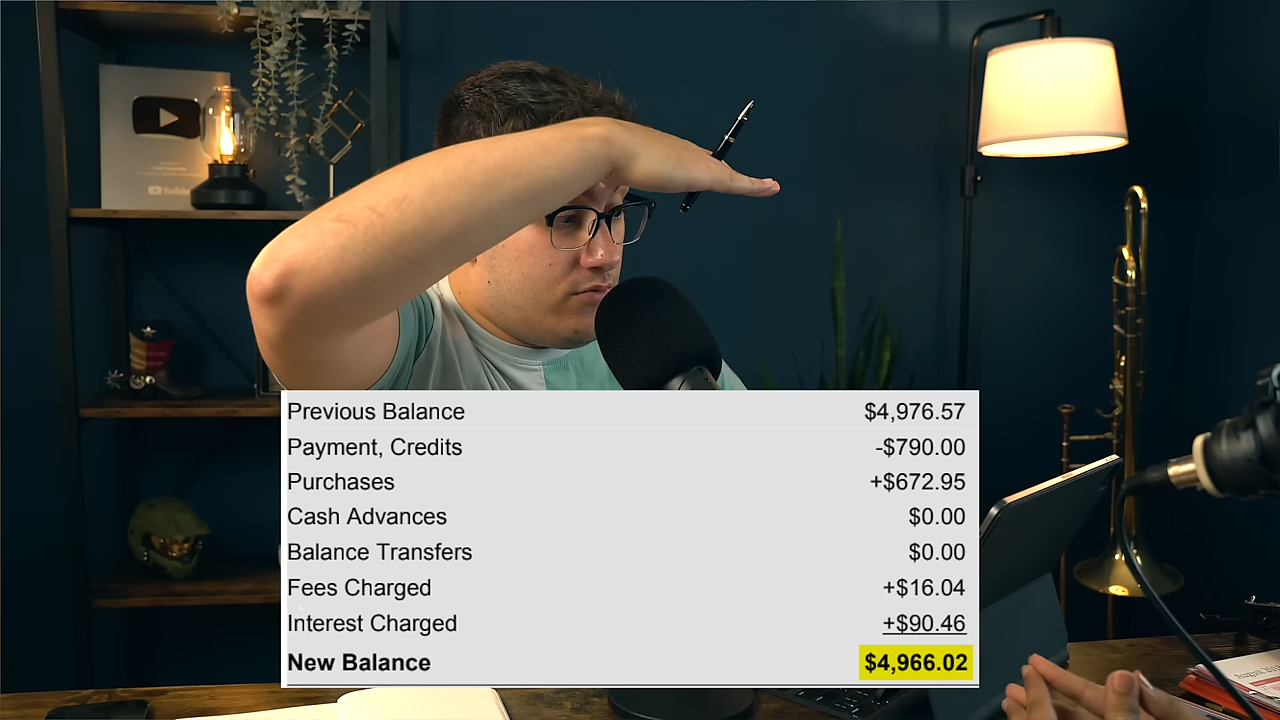 YouTube
Previous Balance $4,976.57
Payment, Credits -$790.00
Purchases +$672.95
Cash Advances $0.00
Balance Transfers $0.00
Fees Charged +$16.04
Interest Charged +$90.46
New Balance $4,966.02